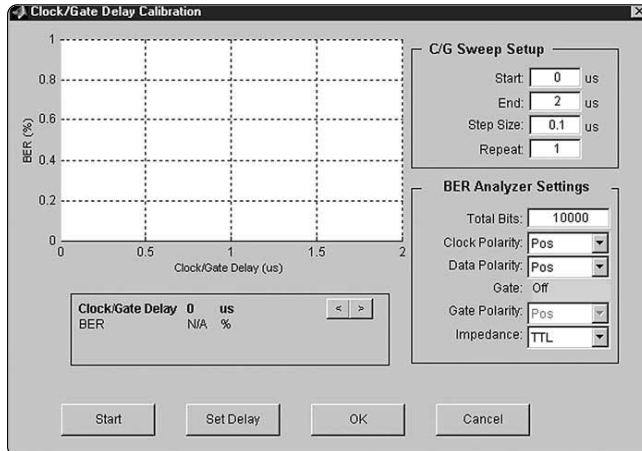 Clock/Gate Delay Calibration
1
0.8
0.6
0.4
0.2
0
BER (%)
0 0.5 1 1.5 2
Clock/Gate Delay (us)
Clock/Gate Delay 0 us < >
BER N/A %
C/G Sweep Setup
Start: 0 us
End: 2 us
Step Size: 0.1 us
Repeat: 1
BER Analyzer Settings
Total Bits: 10000
Clock Polarity: Pos
Data Polarity: Pos
Gate: Off
Gate Polarity: Pos
Impedance: TTL
Start Set Delay OK Cancel